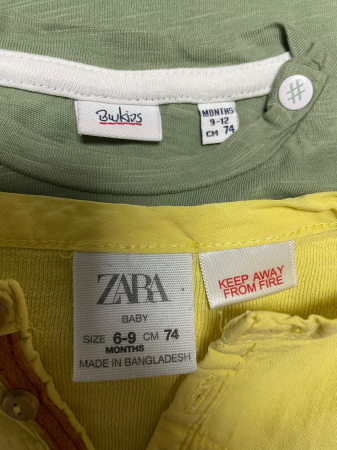 Bwkids
MONTHS
9-12
CM 74
#
ZARA
BABY
SIZE 6-9 CM 74
MONTHS
MADE IN BANGLADESH
KEEP AWAY
FROM FIRE